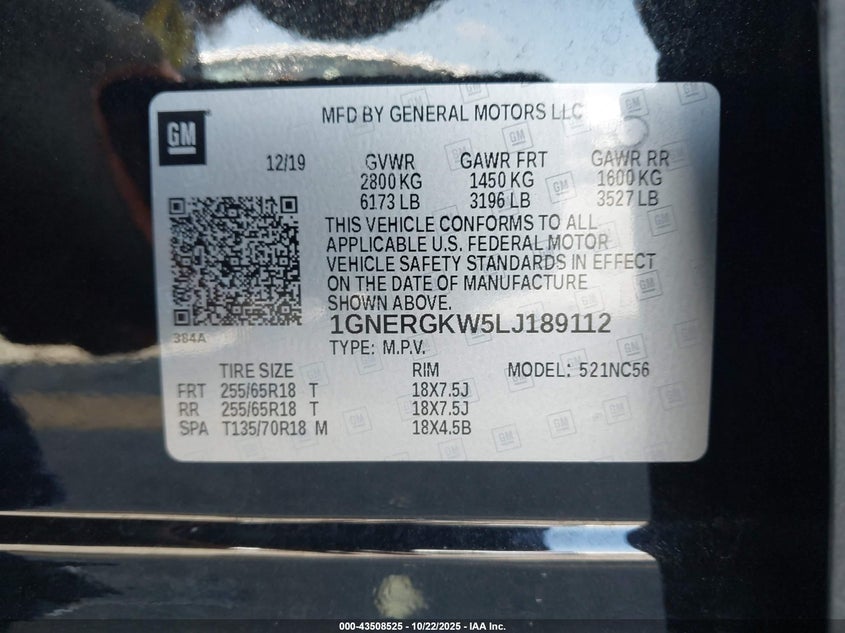 GM
MFD BY GENERAL MOTORS LLC
12/19 GVWR GAWR FRT GAWR RR
2800 KG 1450 KG 1600 KG
6173 LB 3196 LB 3527 LB
THIS VEHICLE CONFORMS TO ALL
APPLICABLE U.S. FEDERAL MOTOR
VEHICLE SAFETY STANDARDS IN EFFECT
ON THE DATE OF MANUFACTURE
SHOWN ABOVE.
384A
1GNERGKW5LJ189112
TYPE: M.P.V.
TIRE SIZE RIM MODEL: 521NC56
FRT 255/65R18 T 18X7.5J
RR 255/65R18 T 18X7.5J
SPA T135/70R18 M 18X4.5B
000-43508525 - 10/22/2025 - IAA Inc.